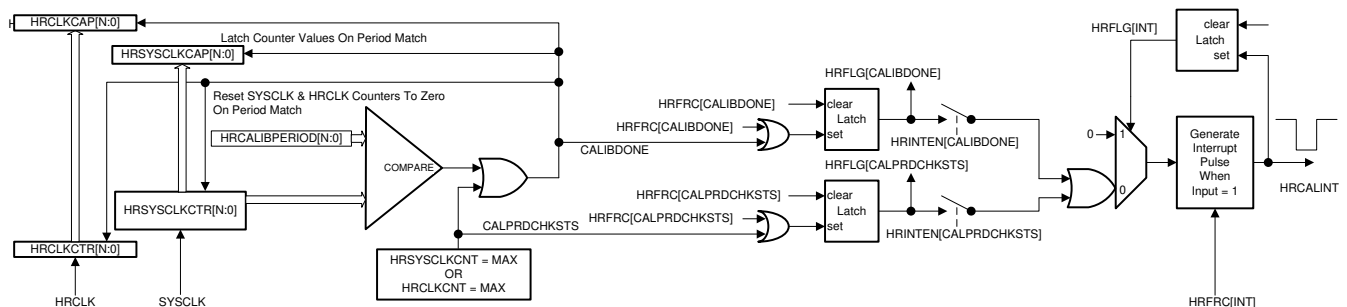 HRCLKCAP[N:0]
Latch Counter Values On Period Match
HRSYSCLKCAP[N:0]
Reset SYSCLK & HRCLK Counters To Zero
On Period Match
HRCALIBPERIOD[N:0]
COMPARE
HRSYSCLKCTR[N:0]
HRCLKCTR[N:0]
HRCLK
SYSCLK
HRSYSCLKCNT = MAX
OR
HRCLKCNT = MAX
CALPRDCHKSTS
CALIBDONE
HRFRC[CALIBDONE]
HRFRC[CALIBDONE]
clear
Latch
set
HRFLG[CALIBDONE]
HRINTEN[CALIBDONE]
HRFLG[CALPRDCHKSTS]
HRFRC[CALPRDCHKSTS]
HRFRC[CALPRDCHKSTS]
clear
Latch
set
HRINTEN[CALPRDCHKSTS]
HRFLG[INT]
clear
Latch
set
0
1
0
Generate
Interrupt
Pulse
When
Input = 1
HRCALINT
HRFRC[INT]